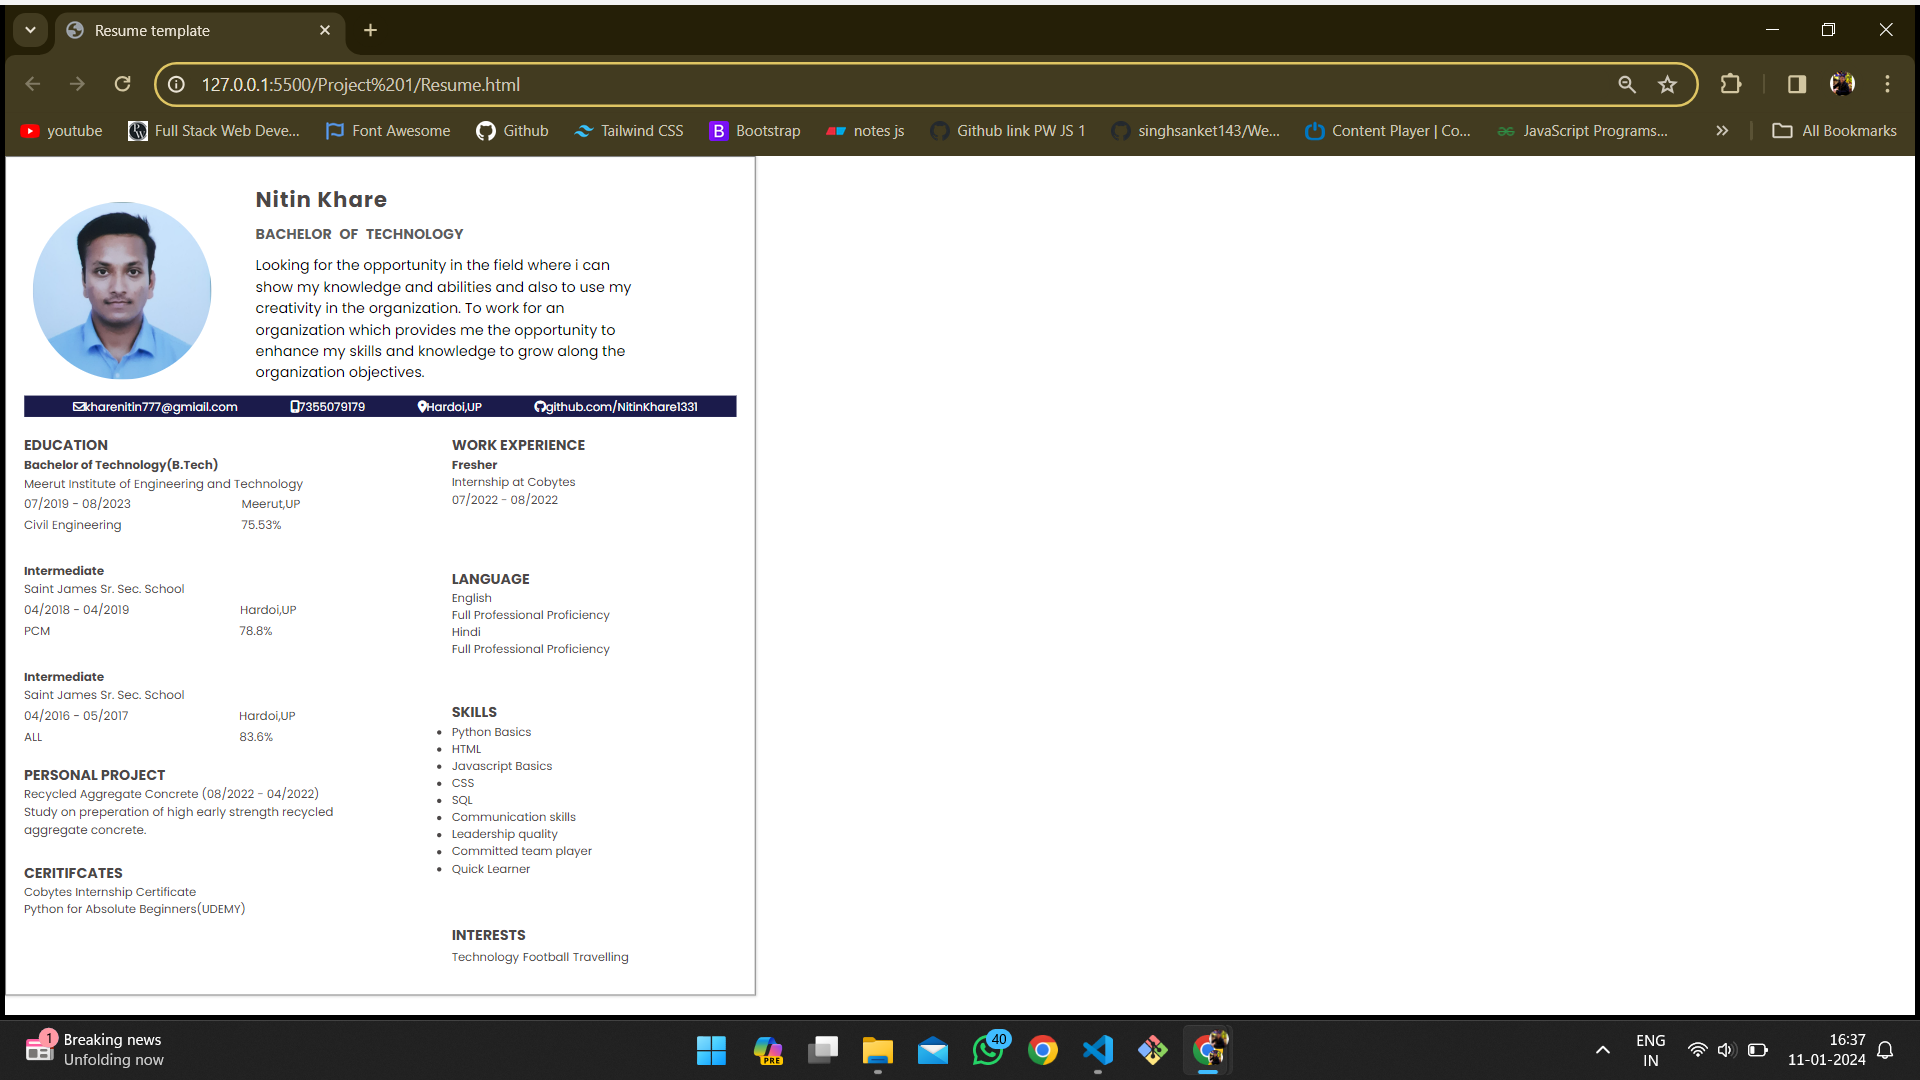 Resume template
127.0.0.1:5500/Project%201/Resume.html
youtube
Full Stack Web Deve...
Font Awesome
Github
Tailwind CSS
B Bootstrap
notes js
Github link PW JS 1
singhsanket143/We...
Content Player | Co...
JavaScript Programs...
All Bookmarks
Nitin Khare
BACHELOR OF TECHNOLOGY
Looking for the opportunity in the field where i can
show my knowledge and abilities and also to use my
creativity in the organization. To work for an
organization which provides me the opportunity to
enhance my skills and knowledge to grow along the
organization objectives.
kharenitin777@gmiail.com 7355079179 Hardoi,UP github.com/NitinKhare1331
EDUCATION
Bachelor of Technology(B.Tech)
Meerut Institute of Engineering and Technology
07/2019 - 08/2023 Meerut,UP
Civil Engineering 75.53%
Intermediate
Saint James Sr. Sec. School
04/2018 - 04/2019 Hardoi,UP
PCM 78.8%
Intermediate
Saint James Sr. Sec. School
04/2016 - 05/2017 Hardoi,UP
ALL 83.6%
PERSONAL PROJECT
Recycled Aggregate Concrete (08/2022 - 04/2022)
Study on preperation of high early strength recycled
aggregate concrete.
CERITIFCATES
Cobytes Internship Certificate
Python for Absolute Beginners(UDEMY)
WORK EXPERIENCE
Fresher
Internship at Cobytes
07/2022 - 08/2022
LANGUAGE
English
Full Professional Proficiency
Hindi
Full Professional Proficiency
SKILLS
Python Basics
HTML
Javascript Basics
CSS
SQL
Communication skills
Leadership quality
Committed team player
Quick Learner
INTERESTS
Technology Football Travelling
1
Breaking news
Unfolding now
PRE
40
ENG
IN
16:37
11-01-2024